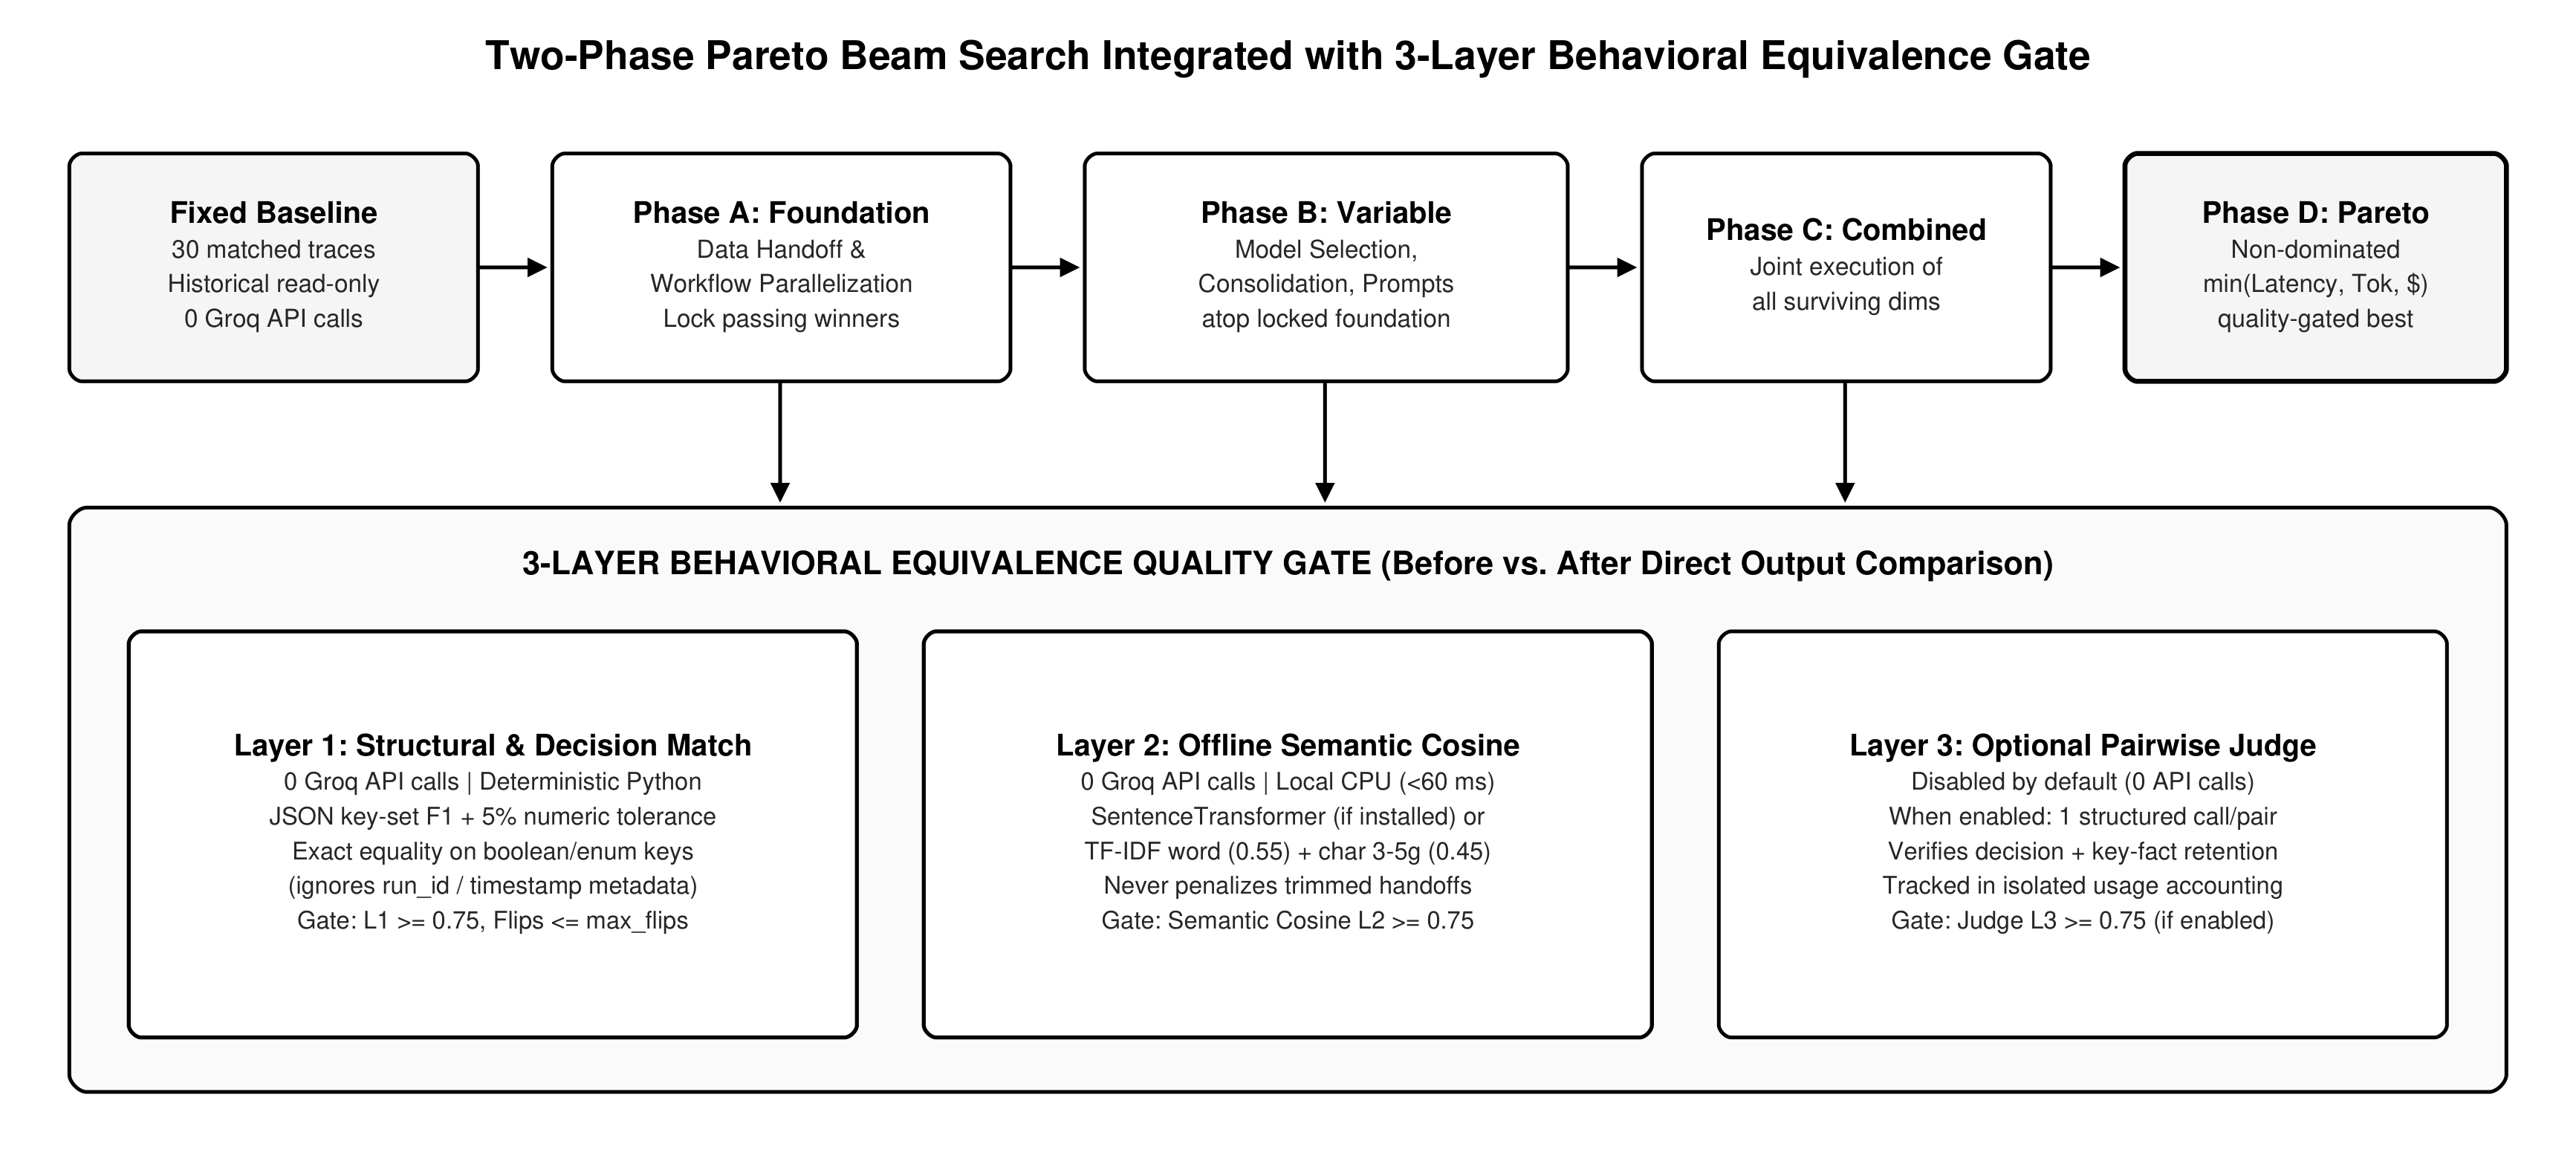 Two-Phase Pareto Beam Search Integrated with 3-Layer Behavioral Equivalence Gate
Fixed Baseline
30 matched traces
Historical read-only
0 Groq API calls
Phase A: Foundation
Data Handoff &
Workflow Parallelization
Lock passing winners
Phase B: Variable
Model Selection,
Consolidation, Prompts
atop locked foundation
Phase C: Combined
Joint execution of
all surviving dims
Phase D: Pareto
Non-dominated
min(Latency, Tok, $)
quality-gated best
3-LAYER BEHAVIORAL EQUIVALENCE QUALITY GATE (Before vs. After Direct Output Comparison)
Layer 1: Structural & Decision Match
0 Groq API calls | Deterministic Python
JSON key-set F1 + 5% numeric tolerance
Exact equality on boolean/enum keys
(ignores run_id / timestamp metadata)
Gate: L1 >= 0.75, Flips <= max_flips
Layer 2: Offline Semantic Cosine
0 Groq API calls | Local CPU (<60 ms)
SentenceTransformer (if installed) or
TF-IDF word (0.55) + char 3-5g (0.45)
Never penalizes trimmed handoffs
Gate: Semantic Cosine L2 >= 0.75
Layer 3: Optional Pairwise Judge
Disabled by default (0 API calls)
When enabled: 1 structured call/pair
Verifies decision + key-fact retention
Tracked in isolated usage accounting
Gate: Judge L3 >= 0.75 (if enabled)